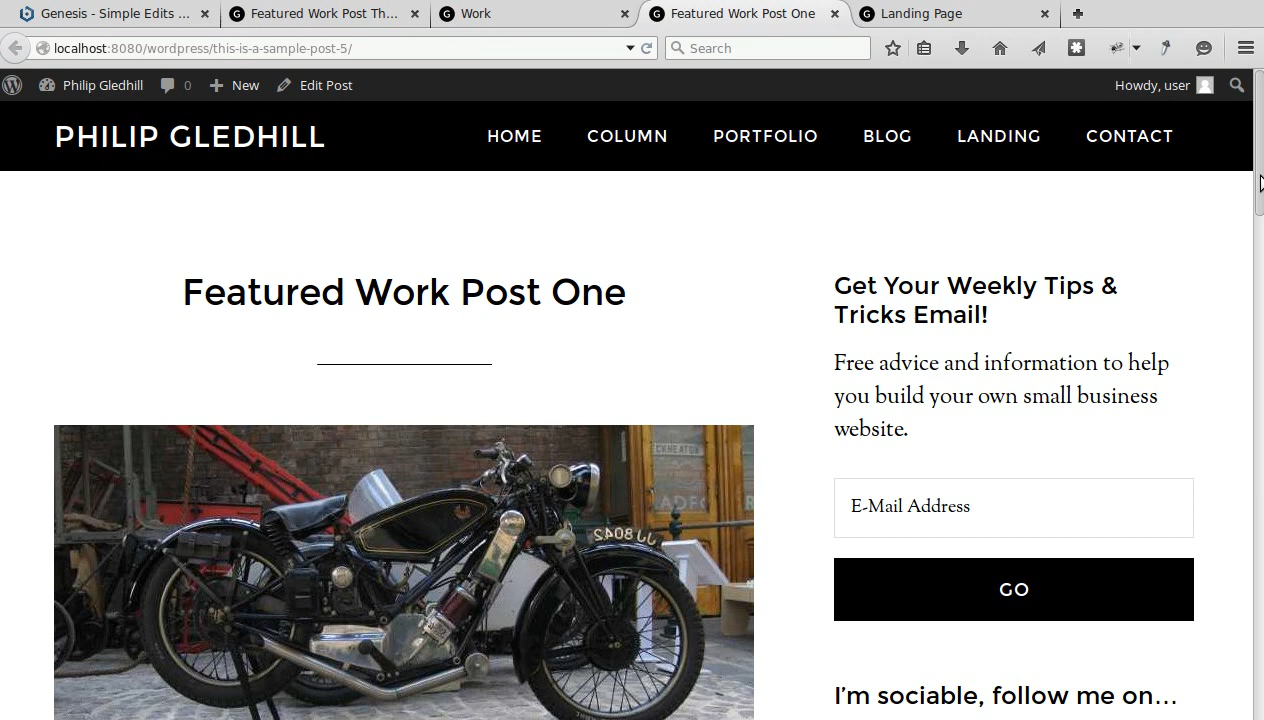 Genesis - Simple Edits ...
Featured Work Post Th...
Work
Featured Work Post One
Landing Page
localhost:8080/wordpress/this-is-a-sample-post-5/
Search
Philip Gledhill
0
New
Edit Post
Howdy, user
PHILIP GLEDHILL
HOME
COLUMN
PORTFOLIO
BLOG
LANDING
CONTACT
Featured Work Post One
Get Your Weekly Tips &
Tricks Email!
Free advice and information to help
you build your own small business
website.
E-Mail Address
GO
I'm sociable, follow me on...